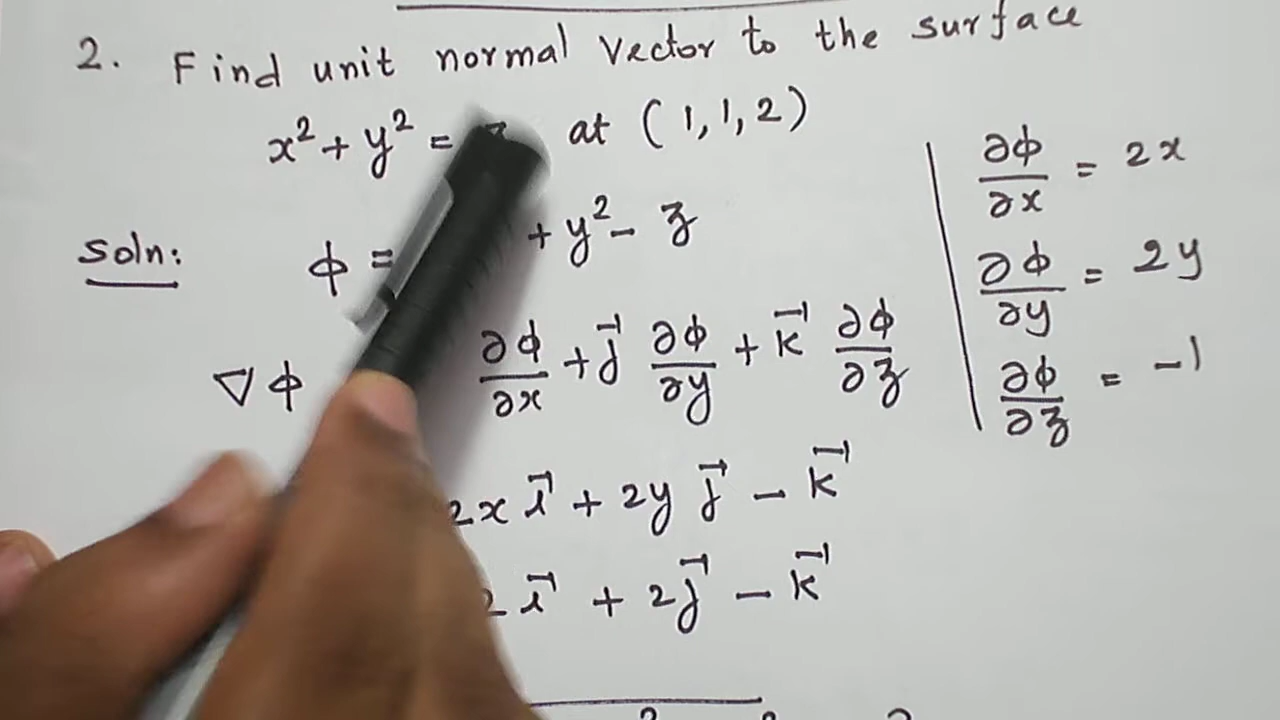 2. Find unit normal vector to the surface
x² + y² = z at (1, 1, 2)
Soln: ϕ = + y² - z
∇ϕ ∂ϕ/∂x + j⃗ ∂ϕ/∂y + k⃗ ∂ϕ/∂z
2x i⃗ + 2y j⃗ - k⃗
2 i⃗ + 2 j⃗ - k⃗
∂ϕ/∂x = 2x
∂ϕ/∂y = 2y
∂ϕ/∂z = -1